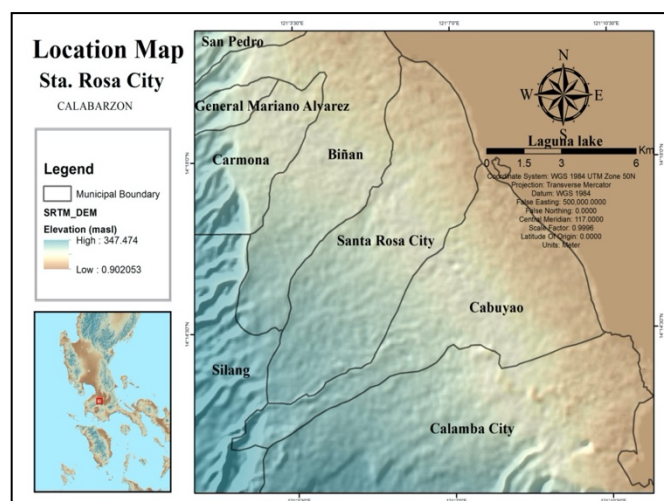 Location Map
Sta. Rosa City
CALABARZON
Legend
Municipal Boundary
SRTM_DEM
Elevation (masl)
High : 347.474
Low : 0.902053
San Pedro
General Mariano Alvarez
Carmona
Biñan
Santa Rosa City
Cabuyao
Silang
Calamba City
N
W
E
S
Laguna lake
Km
0 1.5 3 6
Coordinate System: WGS 1984 UTM Zone 50N
Projection: Transverse Mercator
Datum: WGS 1984
False Easting: 500,000.0000
False Northing: 0.0000
Central Meridian: 117.0000
Scale Factor: 0.9996
Latitude Of Origin: 0.0000
Units: Meter